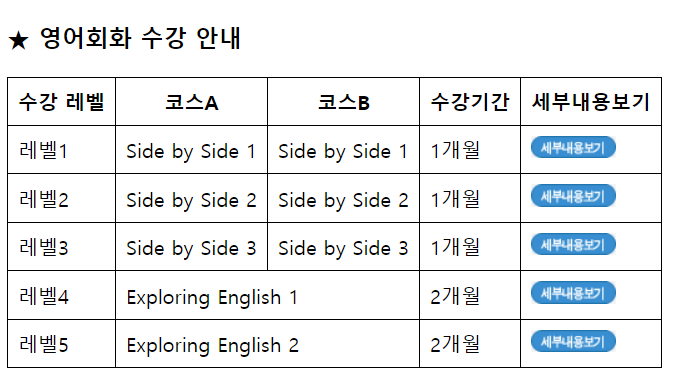 ★ 영어회화 수강 안내
수강 레벨 코스A 코스B 수강기간 세부내용보기
레벨1 Side by Side 1 Side by Side 1 1개월 세부내용보기
레벨2 Side by Side 2 Side by Side 2 1개월 세부내용보기
레벨3 Side by Side 3 Side by Side 3 1개월 세부내용보기
레벨4 Exploring English 1 2개월 세부내용보기
레벨5 Exploring English 2 2개월 세부내용보기